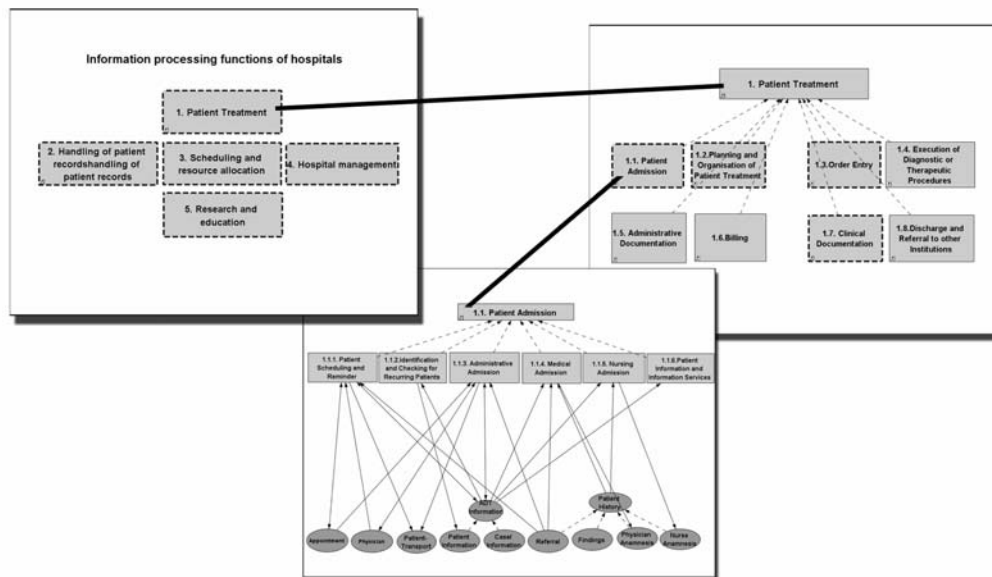 Information processing functions of hospitals
1. Patient Treatment
2. Handling of patient
recordshandling of
patient records
3. Scheduling and
resource allocation
4. Hospital management
5. Research and
education
1. Patient Treatment
1.1. Patient
Admission
1.2.Planning and
Organisation of
Patient Treatment
1.3.Order Entry
1.4. Execution of
Diagnostic or
Therapeutic
Procedures
1.5. Administrative
Documentation
1.6.Billing
1.7. Clinical
Documentation
1.8.Discharge and
Referral to other
Institutions
1.1. Patient Admission
1.1.1. Patient
Scheduling and
Reminder
1.1.2.Identification
and Checking for
Recurring Patients
1.1.3. Administrative
Admission
1.1.4. Medical
Admission
1.1.5. Nursing
Admission
1.1.6.Patient
Information and
Information Services
ADT
Information
Patient
History
Appointment
Physician
Patient-
Transport
Patient
Information
Case
Information
Referral
Findings
Physician
Anamnesis
Nurse
Anamnesis